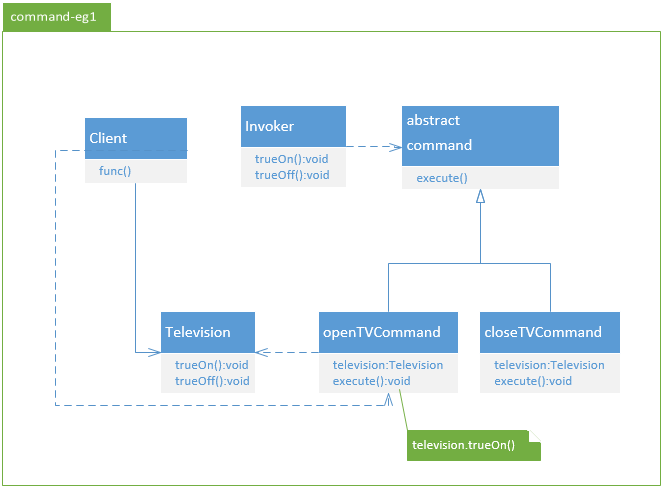 command-eg1
Client
func()
Invoker
trueOn():void
trueOff():void
abstract
command
execute()
Television
trueOn():void
trueOff():void
openTVCommand
television:Television
execute():void
closeTVCommand
television:Television
execute():void
television.trueOn()